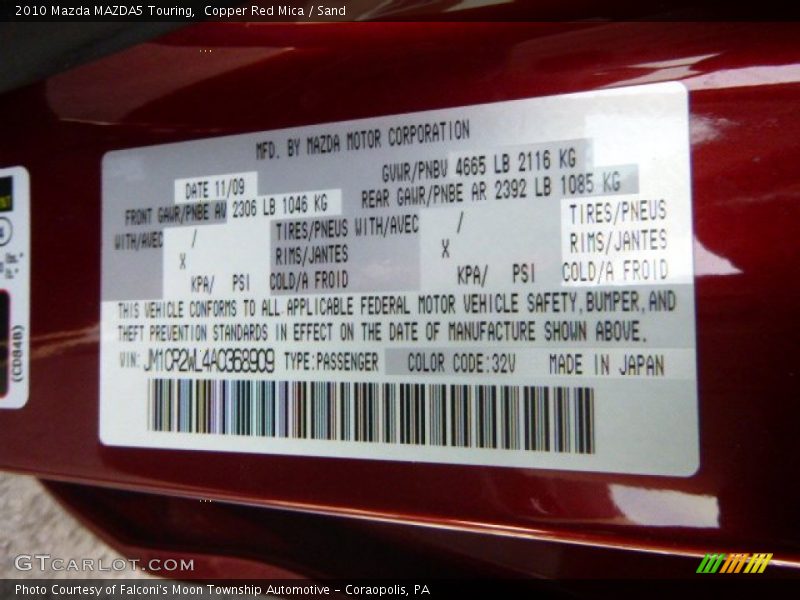 2010 Mazda MAZDA5 Touring,  Copper Red Mica / Sand
MFD. BY MAZDA MOTOR CORPORATION
DATE 11/09
GVWR/PNBV 4665 LB 2116 KG
FRONT GAWR/PNBE AV 2306 LB 1046 KG
REAR GAWR/PNBE AR 2392 LB 1085 KG
WITH/AVEC / TIRES/PNEUS WITH/AVEC / TIRES/PNEUS
X RIMS/JANTES X RIMS/JANTES
KPA/ PSI COLD/A FROID KPA/ PSI COLD/A FROID
THIS VEHICLE CONFORMS TO ALL APPLICABLE FEDERAL MOTOR VEHICLE SAFETY, BUMPER, AND
THEFT PREVENTION STANDARDS IN EFFECT ON THE DATE OF MANUFACTURE SHOWN ABOVE.
VIN: JM1CR2WL4A0368909 TYPE:PASSENGER COLOR CODE:32V MADE IN JAPAN
(CD84B)
GTCARLOT.COM
Photo Courtesy of Falconi's Moon Township Automotive - Coraopolis, PA